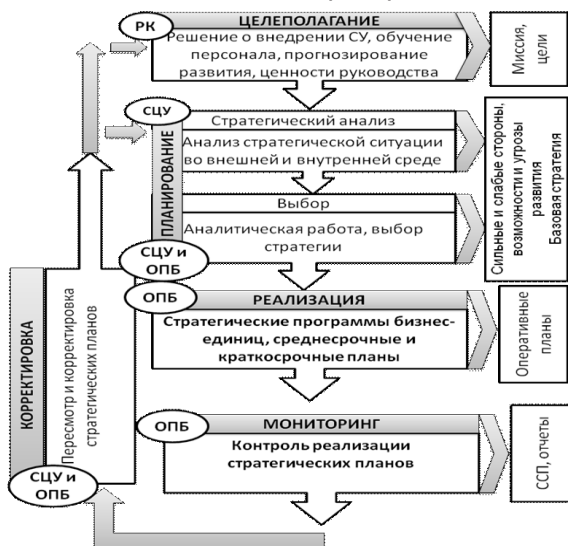 РК
ЦЕЛЕПОЛАГАНИЕ
Решение о внедрении СУ, обучение
персонала, прогнозирование
развития, ценности руководства
Миссия,
цели
СЦУ
ПЛАНИРОВАНИЕ
Стратегический анализ
Анализ стратегической ситуации
во внешней и внутренней среде
Выбор
Аналитическая работа, выбор
стратегии
СЦУ и
ОПБ
Сильные и слабые стороны,
возможности и угрозы
развития
Базовая стратегия
ОПБ
РЕАЛИЗАЦИЯ
Стратегические программы бизнес-
единиц, среднесрочные и
краткосрочные планы
Оперативные
планы
ОПБ
МОНИТОРИНГ
Контроль реализации
стратегических планов
ССП, отчеты
КОРРЕКТИРОВКА
Пересмотр и корректировка
стратегических планов
СЦУ и
ОПБ